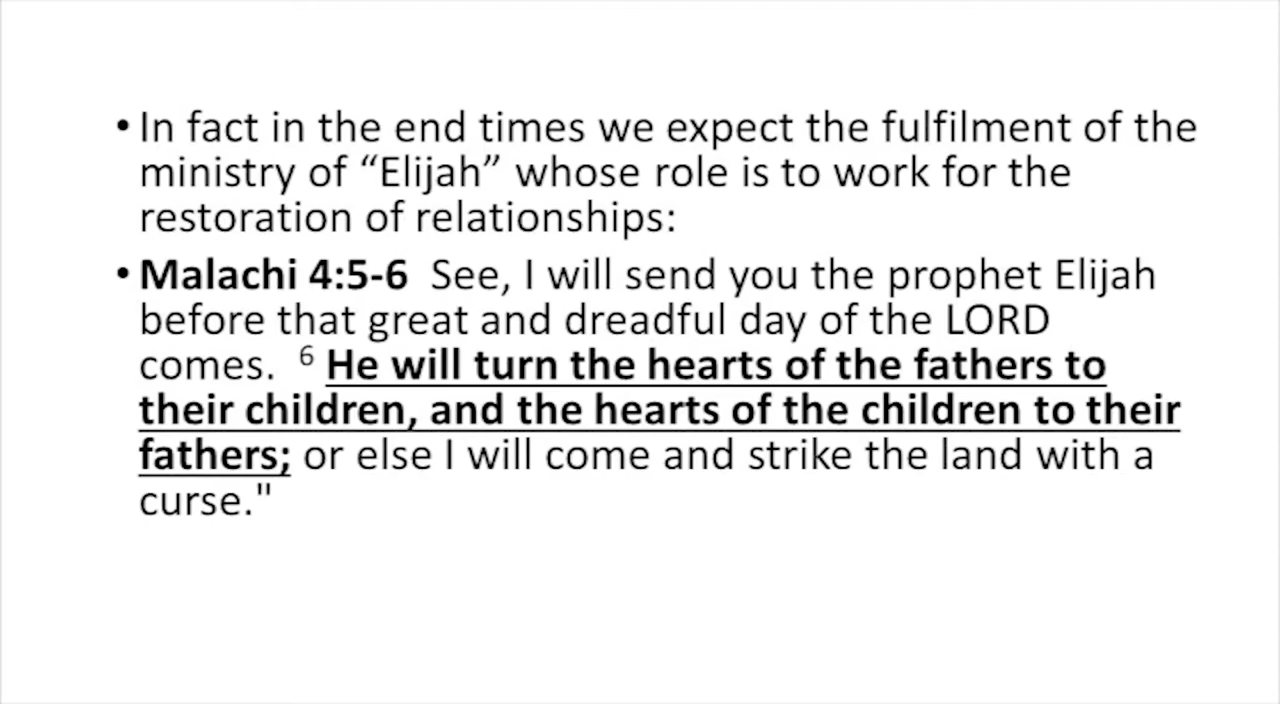 •In fact in the end times we expect the fulfilment of the
ministry of “Elijah” whose role is to work for the
restoration of relationships:
•Malachi 4:5-6  See, I will send you the prophet Elijah
before that great and dreadful day of the LORD
comes.  6 He will turn the hearts of the fathers to
their children, and the hearts of the children to their
fathers; or else I will come and strike the land with a
curse."